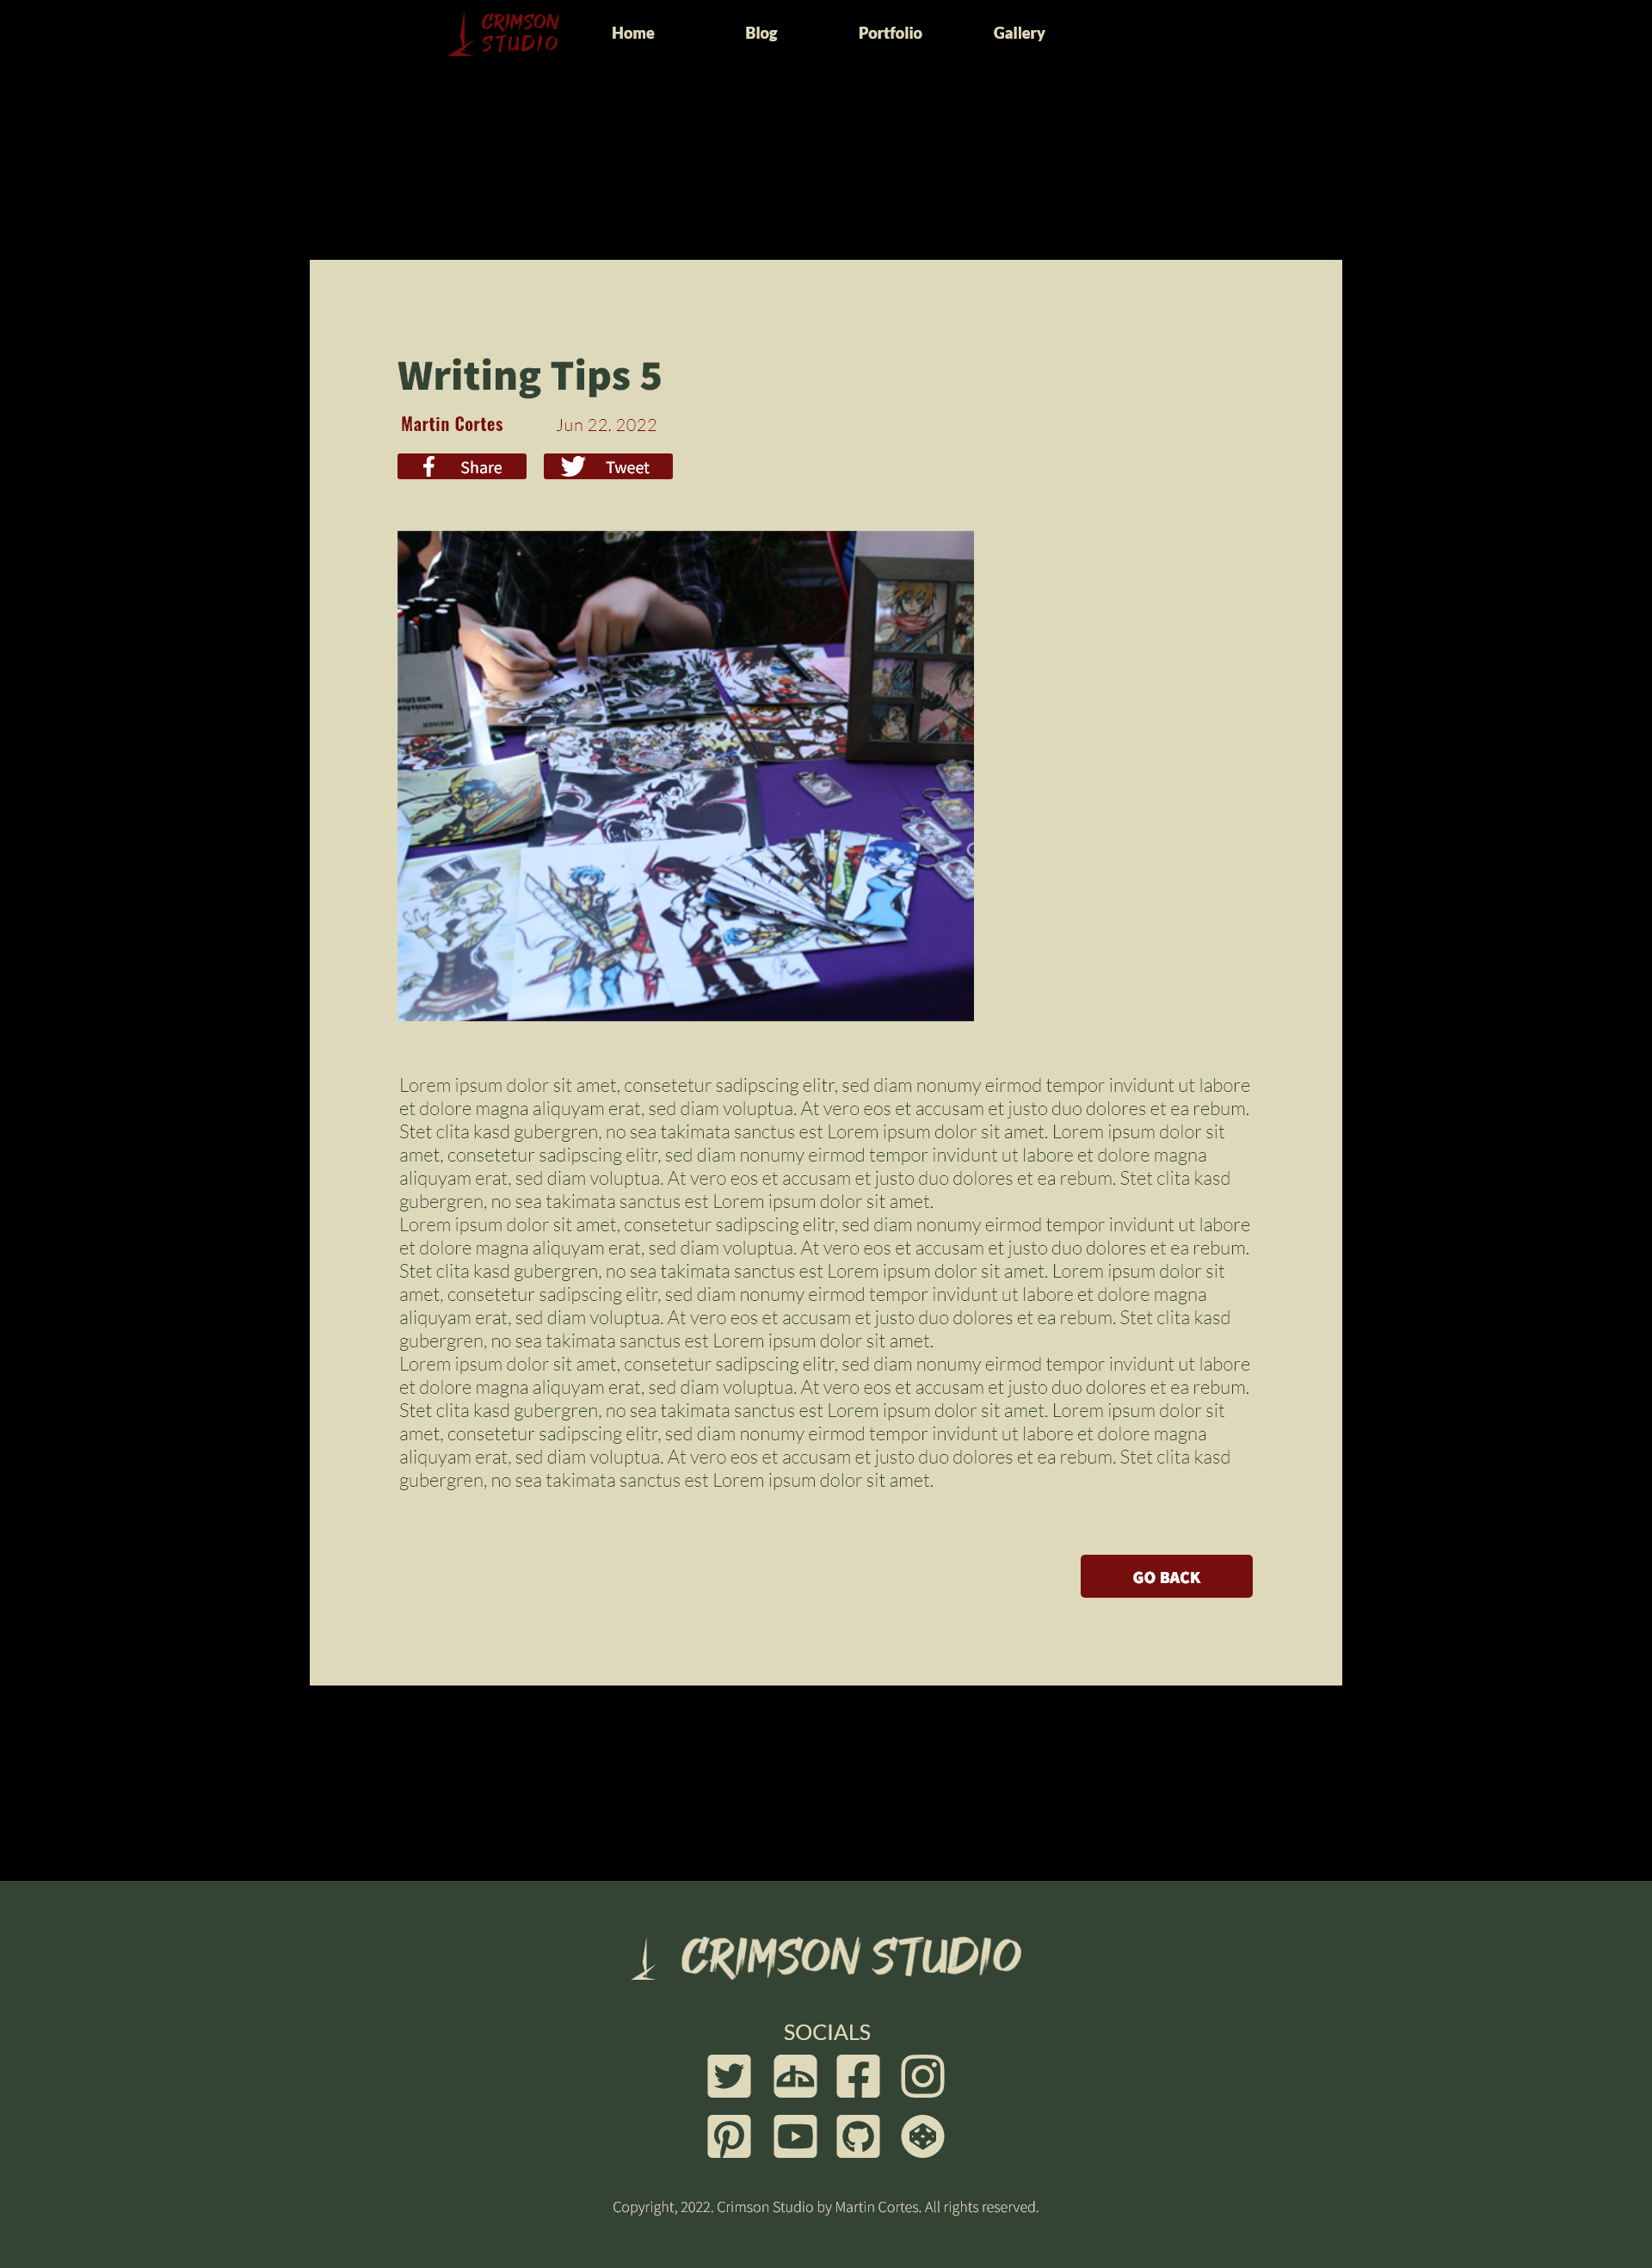 CRIMSON
STUDIO
Home
Blog
Portfolio
Gallery
Writing Tips 5
Martin Cortes
Jun 22. 2022
Share
Tweet
Lorem ipsum dolor sit amet, consetetur sadipscing elitr, sed diam nonumy eirmod tempor invidunt ut labore
et dolore magna aliquyam erat, sed diam voluptua. At vero eos et accusam et justo duo dolores et ea rebum.
Stet clita kasd gubergren, no sea takimata sanctus est Lorem ipsum dolor sit amet. Lorem ipsum dolor sit
amet, consetetur sadipscing elitr, sed diam nonumy eirmod tempor invidunt ut labore et dolore magna
aliquyam erat, sed diam voluptua. At vero eos et accusam et justo duo dolores et ea rebum. Stet clita kasd
gubergren, no sea takimata sanctus est Lorem ipsum dolor sit amet.
Lorem ipsum dolor sit amet, consetetur sadipscing elitr, sed diam nonumy eirmod tempor invidunt ut labore
et dolore magna aliquyam erat, sed diam voluptua. At vero eos et accusam et justo duo dolores et ea rebum.
Stet clita kasd gubergren, no sea takimata sanctus est Lorem ipsum dolor sit amet. Lorem ipsum dolor sit
amet, consetetur sadipscing elitr, sed diam nonumy eirmod tempor invidunt ut labore et dolore magna
aliquyam erat, sed diam voluptua. At vero eos et accusam et justo duo dolores et ea rebum. Stet clita kasd
gubergren, no sea takimata sanctus est Lorem ipsum dolor sit amet.
Lorem ipsum dolor sit amet, consetetur sadipscing elitr, sed diam nonumy eirmod tempor invidunt ut labore
et dolore magna aliquyam erat, sed diam voluptua. At vero eos et accusam et justo duo dolores et ea rebum.
Stet clita kasd gubergren, no sea takimata sanctus est Lorem ipsum dolor sit amet. Lorem ipsum dolor sit
amet, consetetur sadipscing elitr, sed diam nonumy eirmod tempor invidunt ut labore et dolore magna
aliquyam erat, sed diam voluptua. At vero eos et accusam et justo duo dolores et ea rebum. Stet clita kasd
gubergren, no sea takimata sanctus est Lorem ipsum dolor sit amet.
GO BACK
CRIMSON STUDIO
SOCIALS
Copyright, 2022. Crimson Studio by Martin Cortes. All rights reserved.